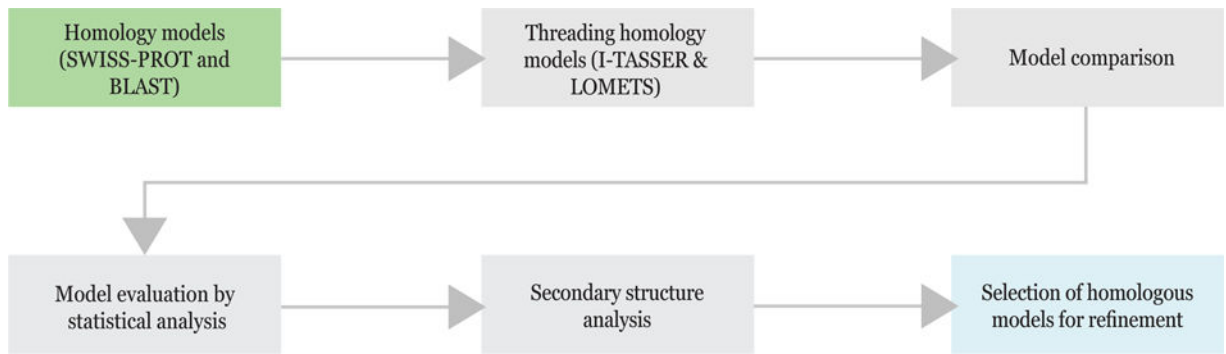 Homology models
(SWISS-PROT and
BLAST)
Threading homology
models (I-TASSER &
LOMETS)
Model comparison
Model evaluation by
statistical analysis
Secondary structure
analysis
Selection of homologous
models for refinement